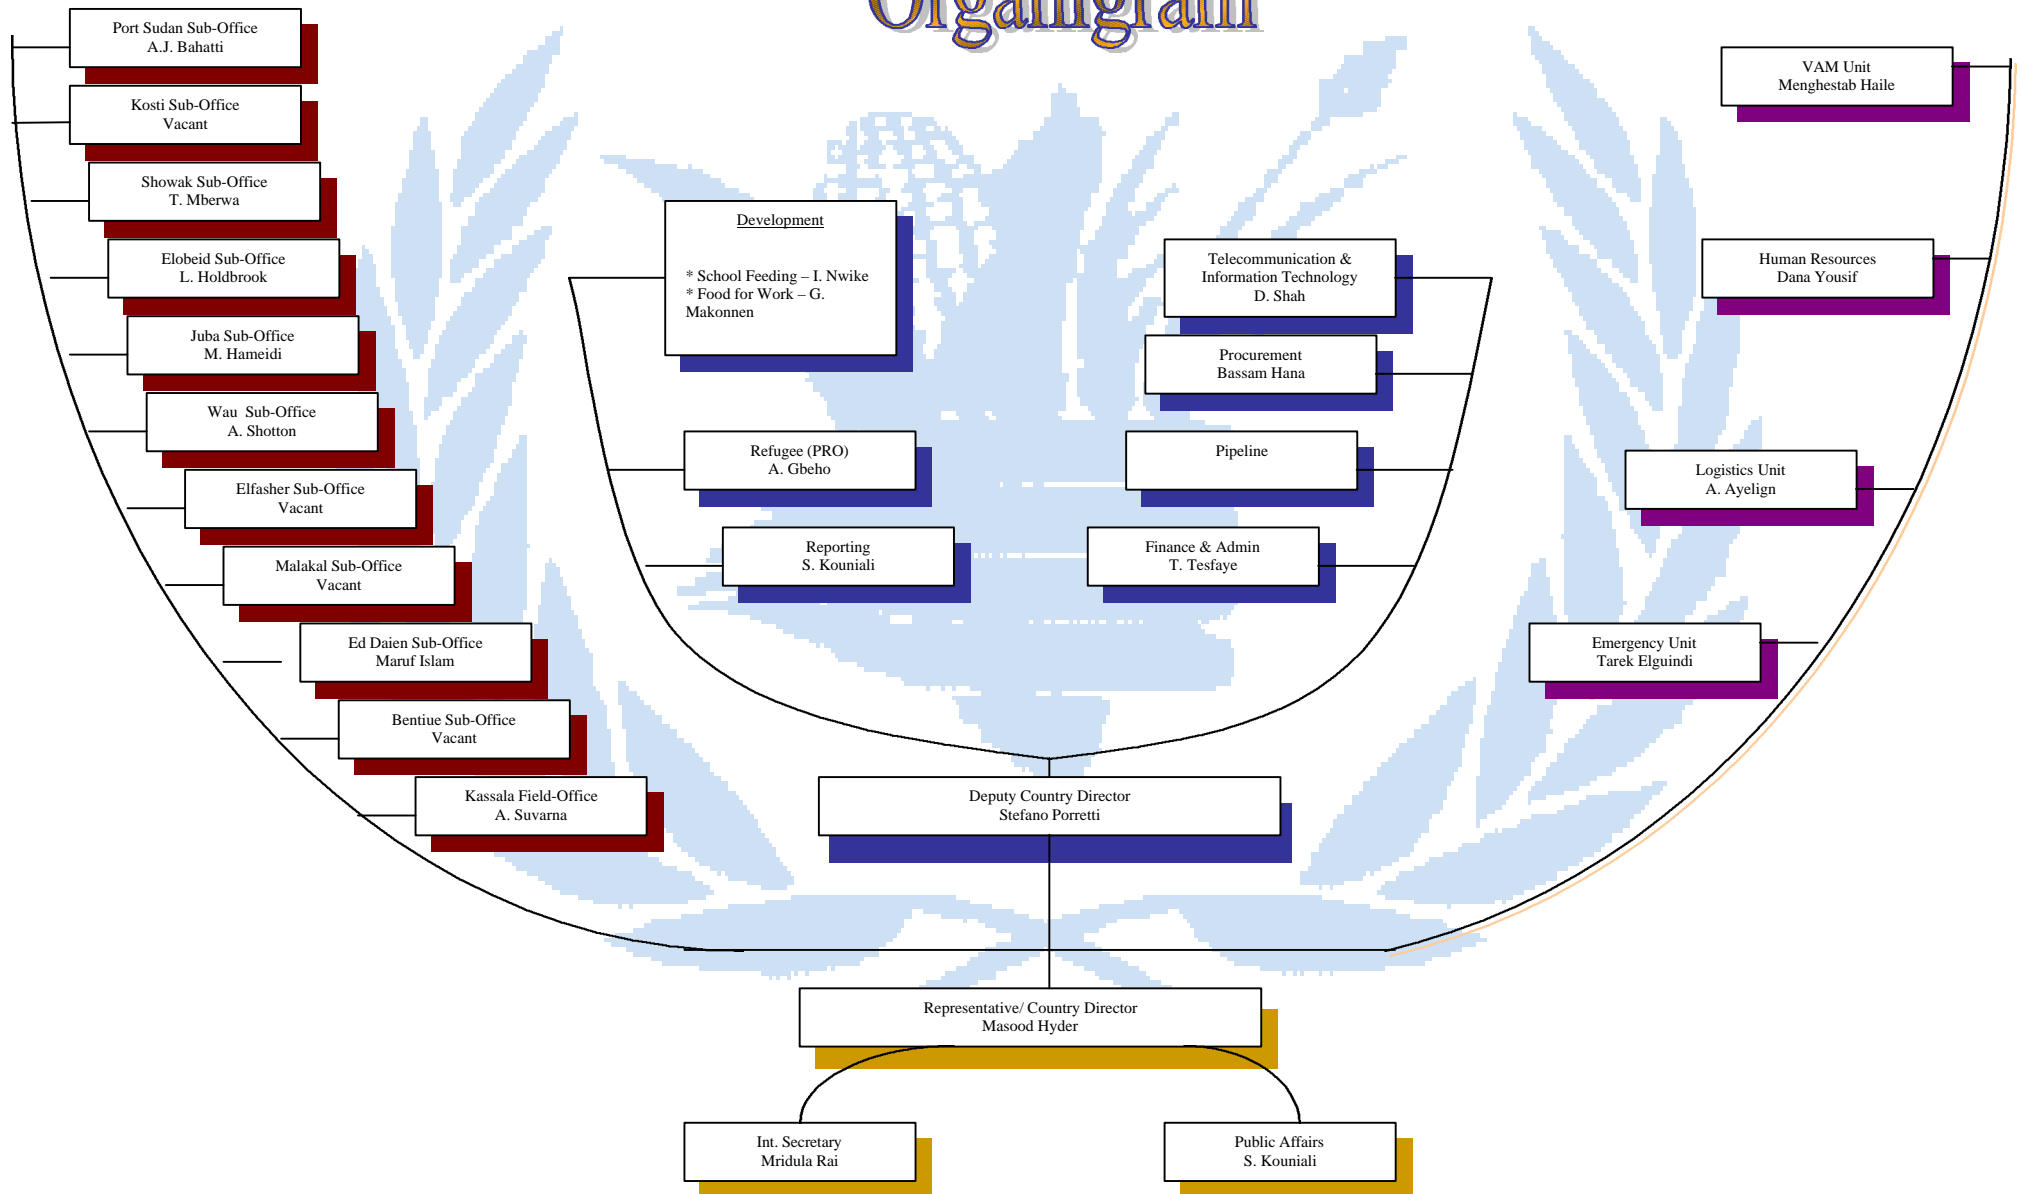 Organigram
Port Sudan Sub-Office
A.J. Bahatti
Kosti Sub-Office
Vacant
Showak Sub-Office
T. Mberwa
Elobeid Sub-Office
L. Holdbrook
Juba Sub-Office
M. Hameidi
Wau Sub-Office
A. Shotton
Elfasher Sub-Office
Vacant
Malakal Sub-Office
Vacant
Ed Daien Sub-Office
Maruf Islam
Bentiue Sub-Office
Vacant
Kassala Field-Office
A. Suvarna
Development
* School Feeding – I. Nwike
* Food for Work – G.
Makonnen
Refugee (PRO)
A. Gbeho
Reporting
S. Kouniali
Telecommunication &
Information Technology
D. Shah
Procurement
Bassam Hana
Pipeline
Finance & Admin
T. Tesfaye
VAM Unit
Menghestab Haile
Human Resources
Dana Yousif
Logistics Unit
A. Ayelign
Emergency Unit
Tarek Elguindi
Deputy Country Director
Stefano Porretti
Representative/ Country Director
Masood Hyder
Int. Secretary
Mridula Rai
Public Affairs
S. Kouniali